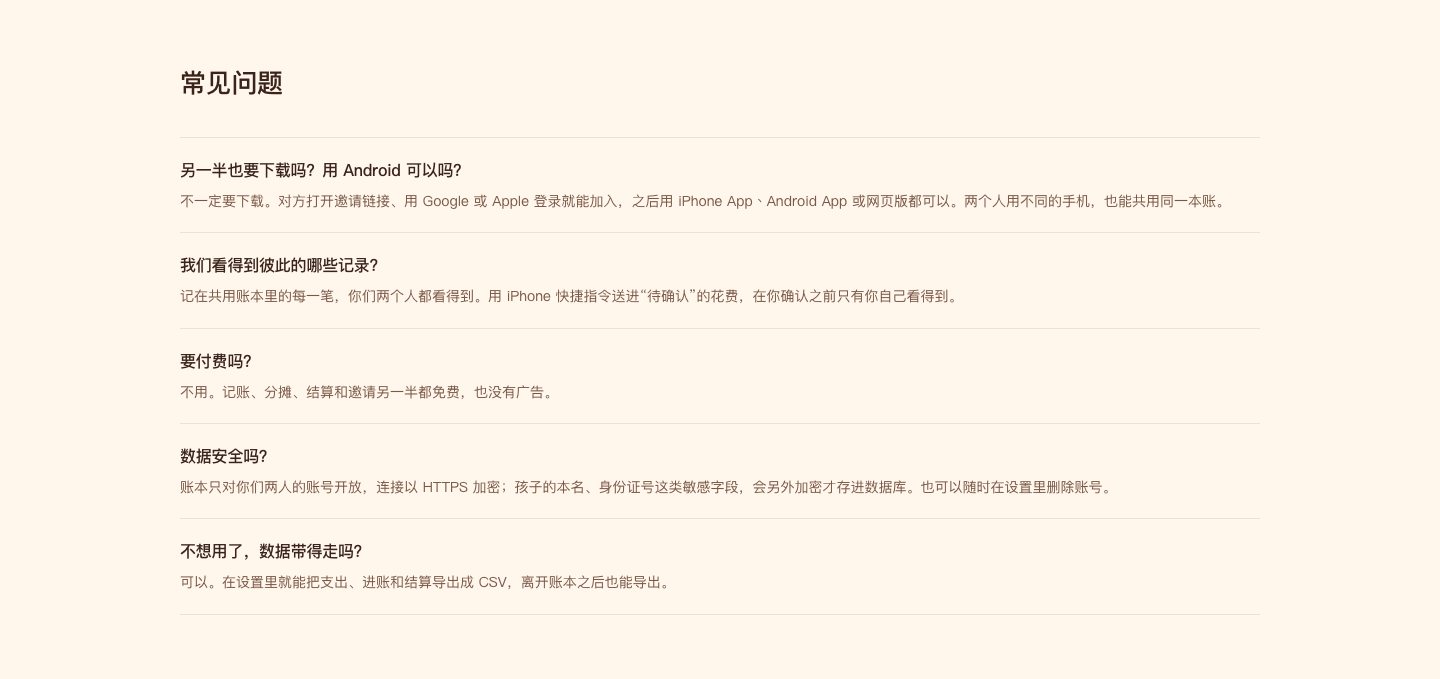 常见问题
另一半也要下载吗？用 Android 可以吗？
不一定要下载。对方打开邀请链接、用 Google 或 Apple 登录就能加入，之后用 iPhone App、Android App 或网页版都可以。两个人用不同的手机，也能共用同一本账。
我们看得到彼此的哪些记录？
记在共用账本里的每一笔，你们两个人都看得到。用 iPhone 快捷指令送进“待确认”的花费，在你确认之前只有你自己看得到。
要付费吗？
不用。记账、分摊、结算和邀请另一半都免费，也没有广告。
数据安全吗？
账本只对你们两人的账号开放，连接以 HTTPS 加密；孩子的本名、身份证号这类敏感字段，会另外加密才存进数据库。也可以随时在设置里删除账号。
不想用了，数据带得走吗？
可以。在设置里就能把支出、进账和结算导出成 CSV，离开账本之后也能导出。